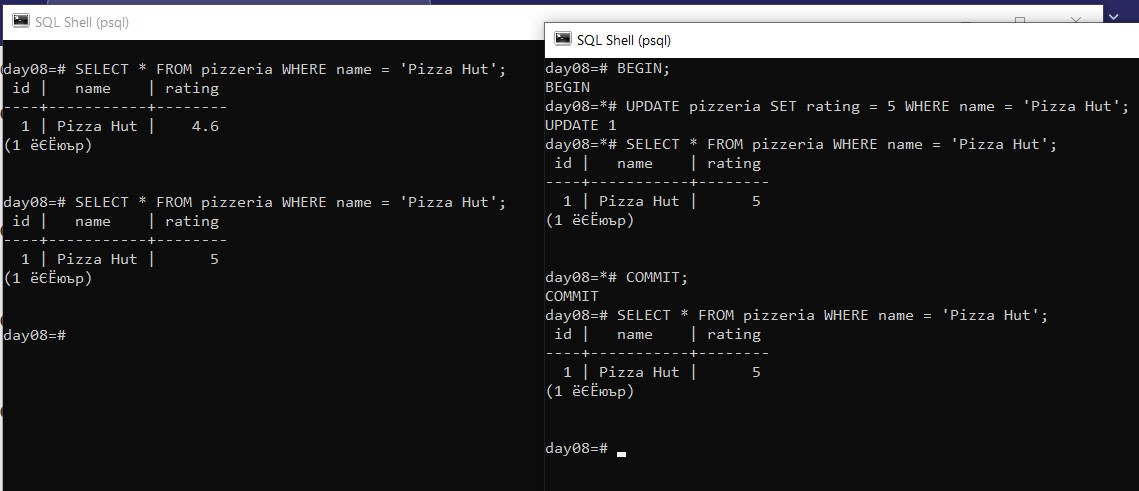 SQL Shell (psql)
day08=# SELECT * FROM pizzeria WHERE name = 'Pizza Hut';
 id |   name    | rating
----+-----------+--------
  1 | Pizza Hut |    4.6
(1 ёЄЁюър)
day08=# SELECT * FROM pizzeria WHERE name = 'Pizza Hut';
 id |   name    | rating
----+-----------+--------
  1 | Pizza Hut |      5
(1 ёЄЁюър)
day08=#
SQL Shell (psql)
day08=# BEGIN;
BEGIN
day08=*# UPDATE pizzeria SET rating = 5 WHERE name = 'Pizza Hut';
UPDATE 1
day08=*# SELECT * FROM pizzeria WHERE name = 'Pizza Hut';
 id |   name    | rating
----+-----------+--------
  1 | Pizza Hut |      5
(1 ёЄЁюър)
day08=*# COMMIT;
COMMIT
day08=# SELECT * FROM pizzeria WHERE name = 'Pizza Hut';
 id |   name    | rating
----+-----------+--------
  1 | Pizza Hut |      5
(1 ёЄЁюър)
day08=#